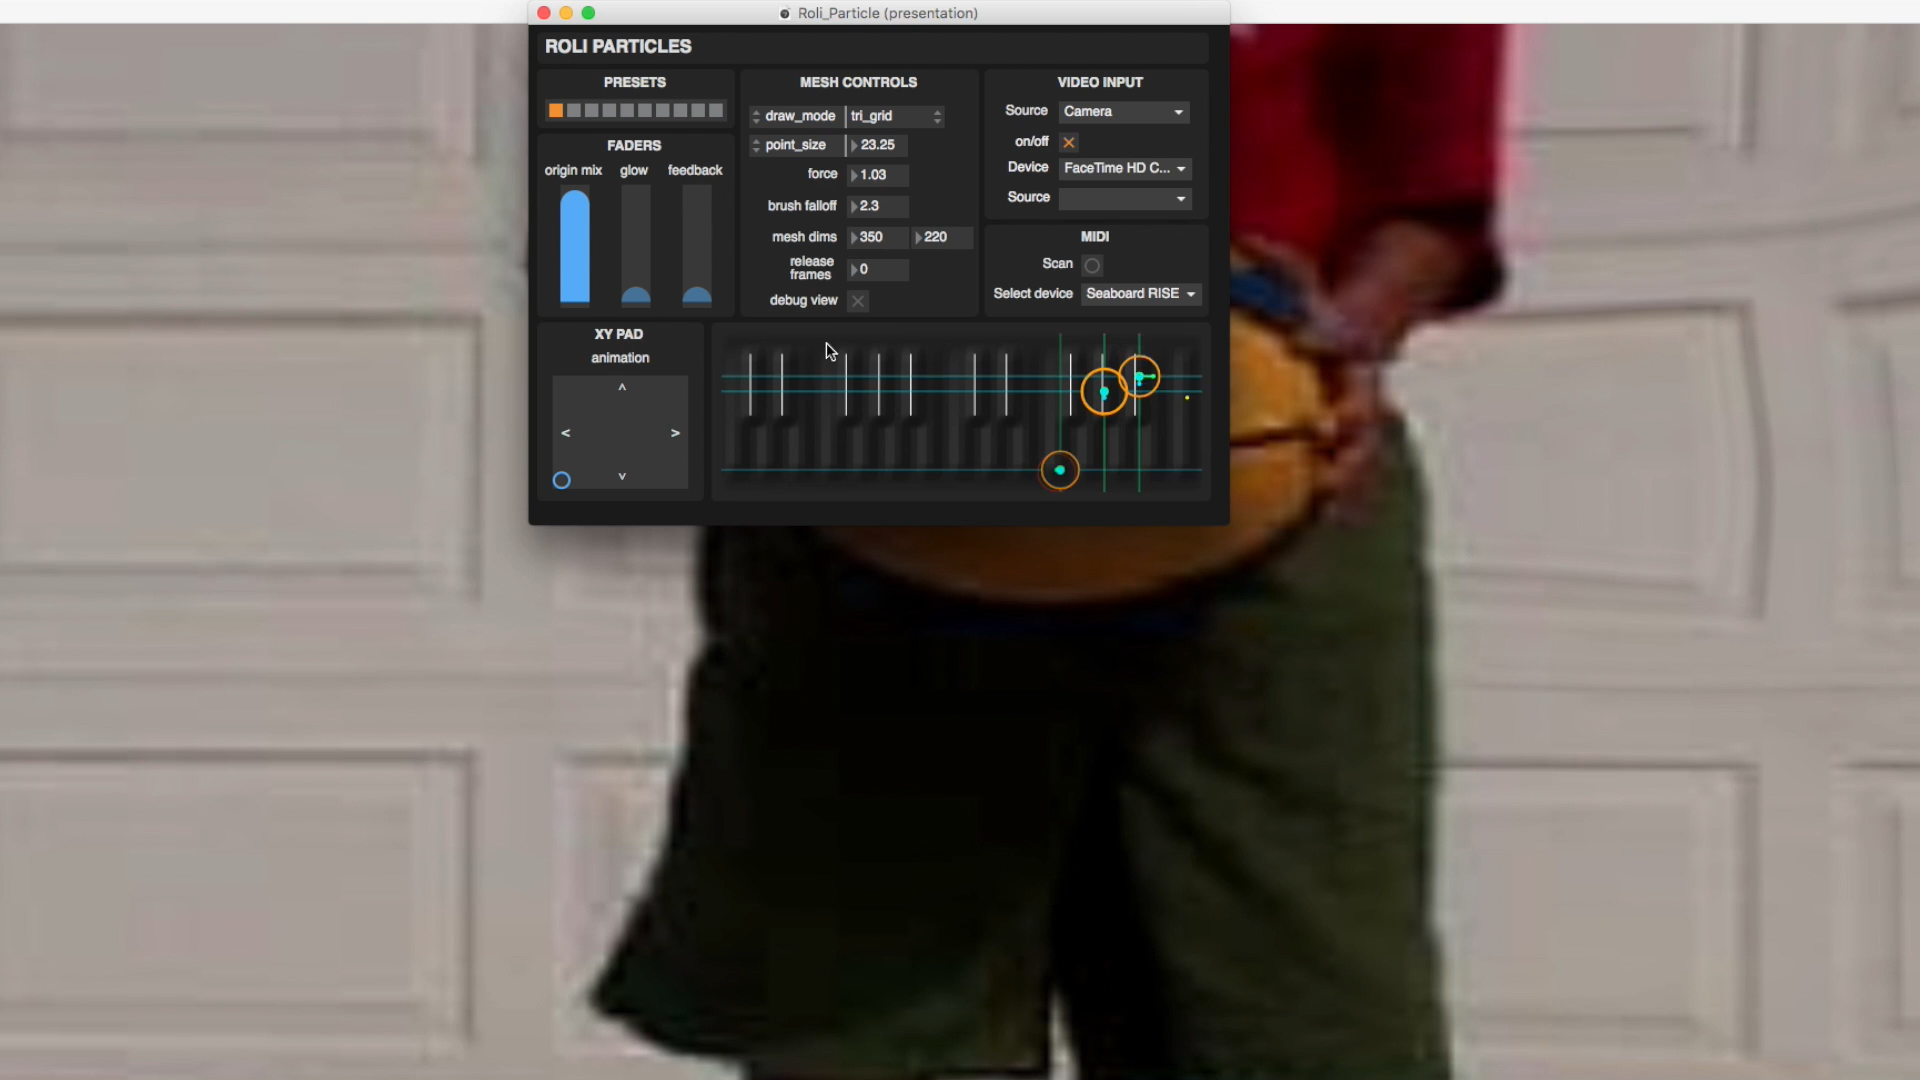 Roli_Particle (presentation)
ROLI PARTICLES
PRESETS
FADERS
origin mix glow feedback
MESH CONTROLS
draw_mode tri_grid
point_size 23.25
force 1.03
brush falloff 2.3
mesh dims 350 220
release
frames 0
debug view
VIDEO INPUT
Source Camera
on/off
Device FaceTime HD C...
Source
MIDI
Scan
Select device Seaboard RISE
XY PAD
animation